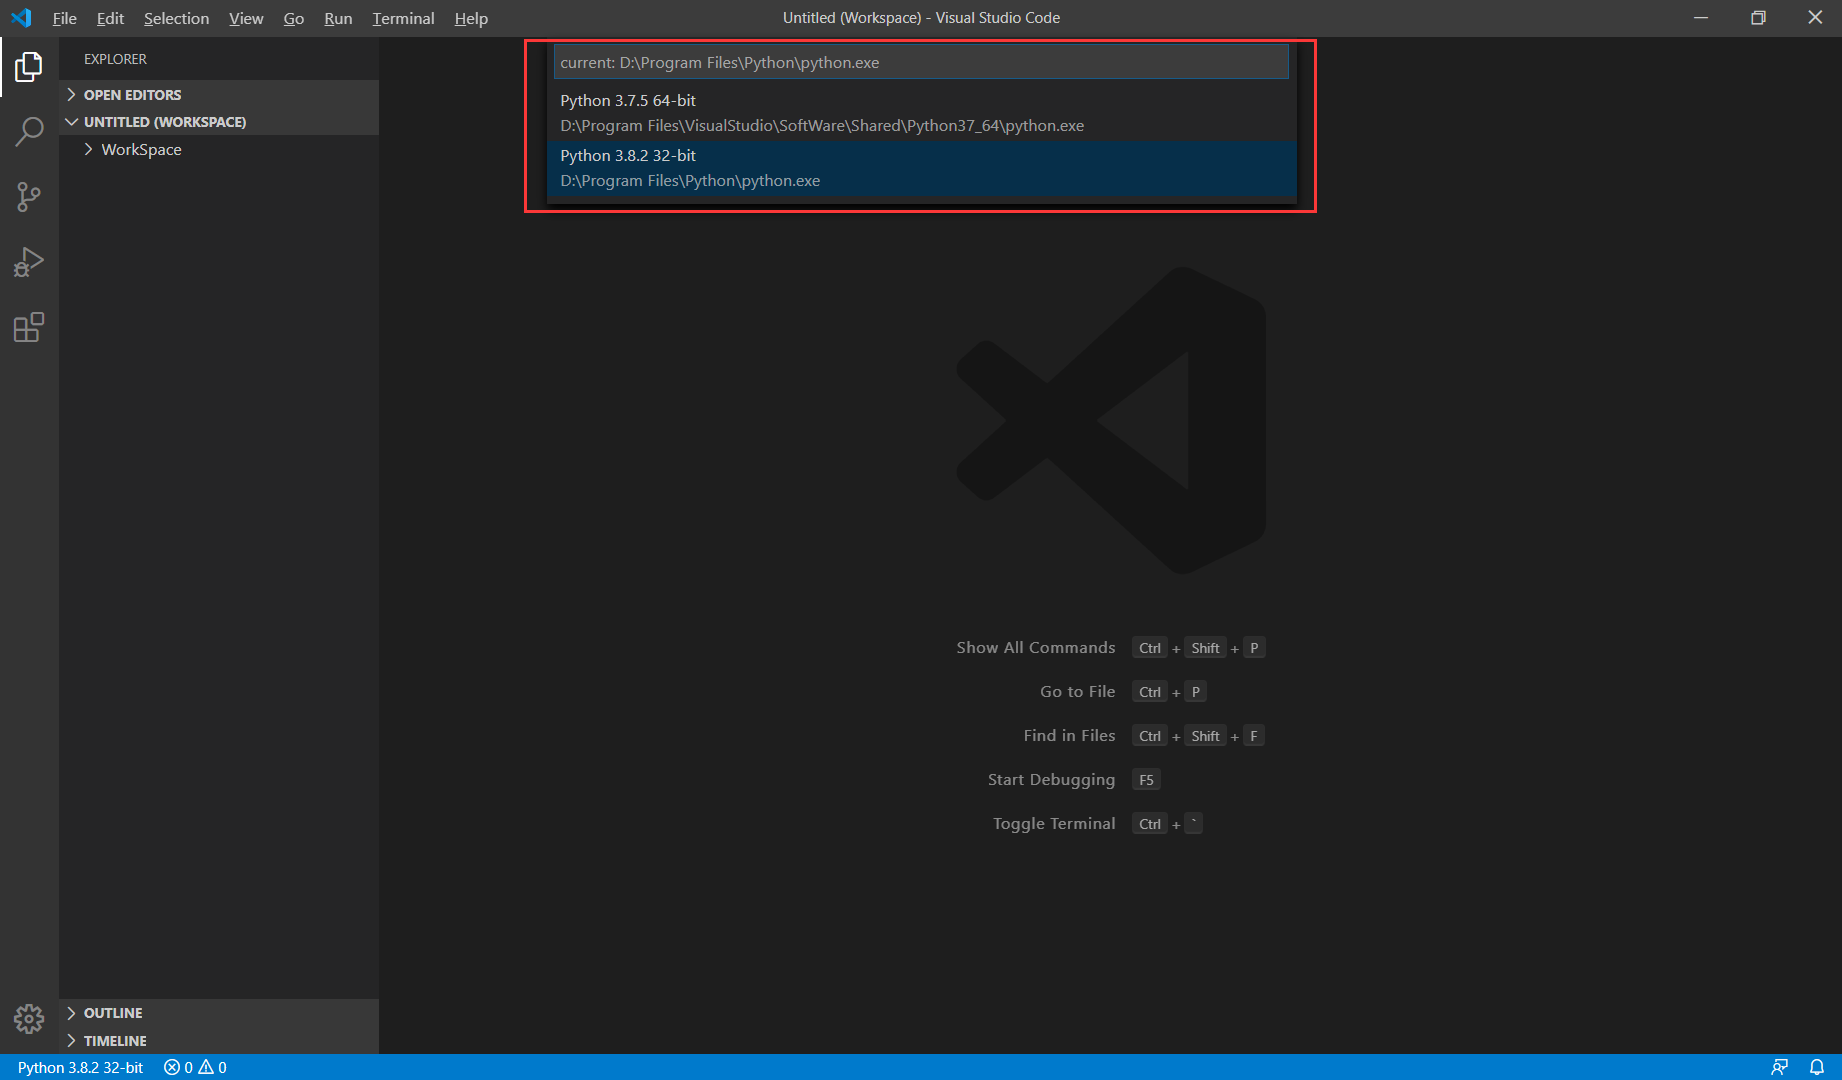 File Edit Selection View Go Run Terminal Help
Untitled (Workspace) - Visual Studio Code
EXPLORER
OPEN EDITORS
UNTITLED (WORKSPACE)
WorkSpace
current: D:\Program Files\Python\python.exe
Python 3.7.5 64-bit
D:\Program Files\VisualStudio\SoftWare\Shared\Python37_64\python.exe
Python 3.8.2 32-bit
D:\Program Files\Python\python.exe
Show All Commands Ctrl + Shift + P
Go to File Ctrl + P
Find in Files Ctrl + Shift + F
Start Debugging F5
Toggle Terminal Ctrl + `
OUTLINE
TIMELINE
Python 3.8.2 32-bit 0 0